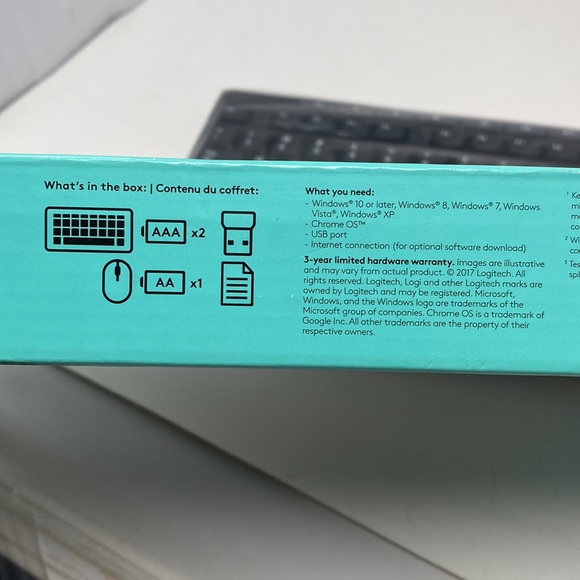 What's in the box: | Contenu du coffret:
AAA x2
AA x1
What you need:
- Windows® 10 or later, Windows® 8, Windows® 7, Windows
Vista®, Windows® XP
- Chrome OS™
- USB port
- Internet connection (for optional software download)
3-year limited hardware warranty. Images are illustrative
and may vary from actual product. © 2017 Logitech. All
rights reserved. Logitech, Logi and other Logitech marks are
owned by Logitech and may be registered. Microsoft,
Windows, and the Windows logo are trademarks of the
Microsoft group of companies. Chrome OS is a trademark of
Google Inc. All other trademarks are the property of their
respective owners.